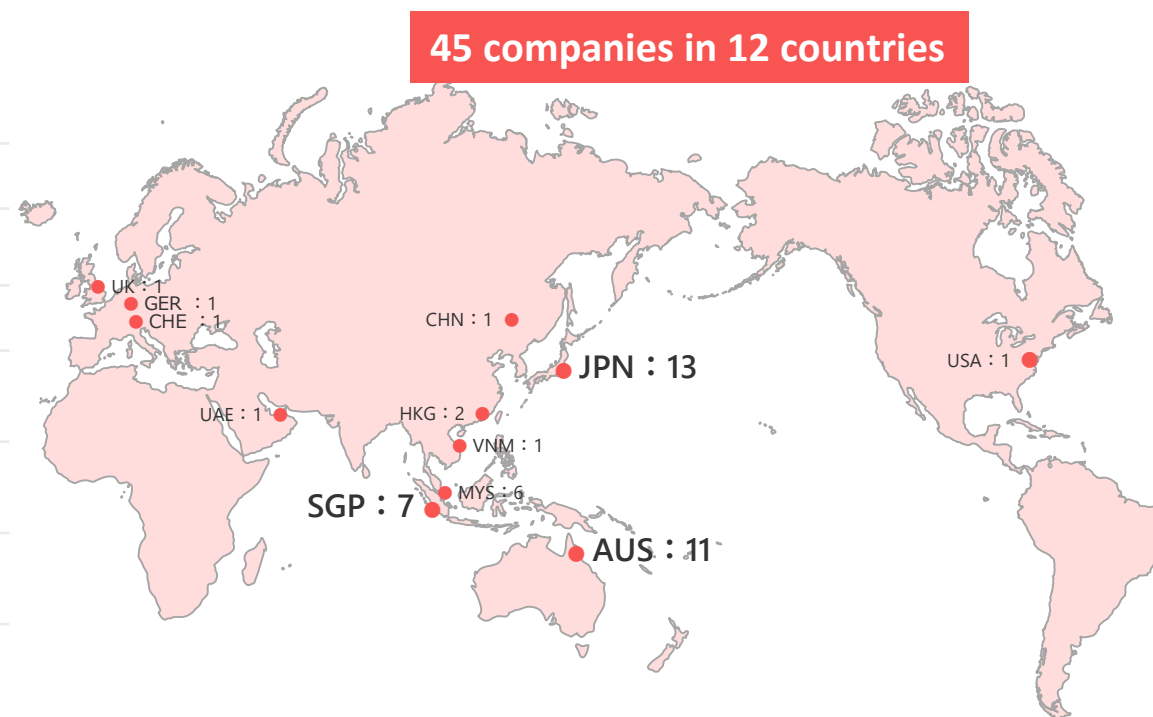 45 companies in 12 countries
UK：1
GER ：1
CHE ：1
CHN：1
JPN：13
USA：1
UAE：1
HKG：2
VNM：1
MYS：6
SGP：7
AUS：11